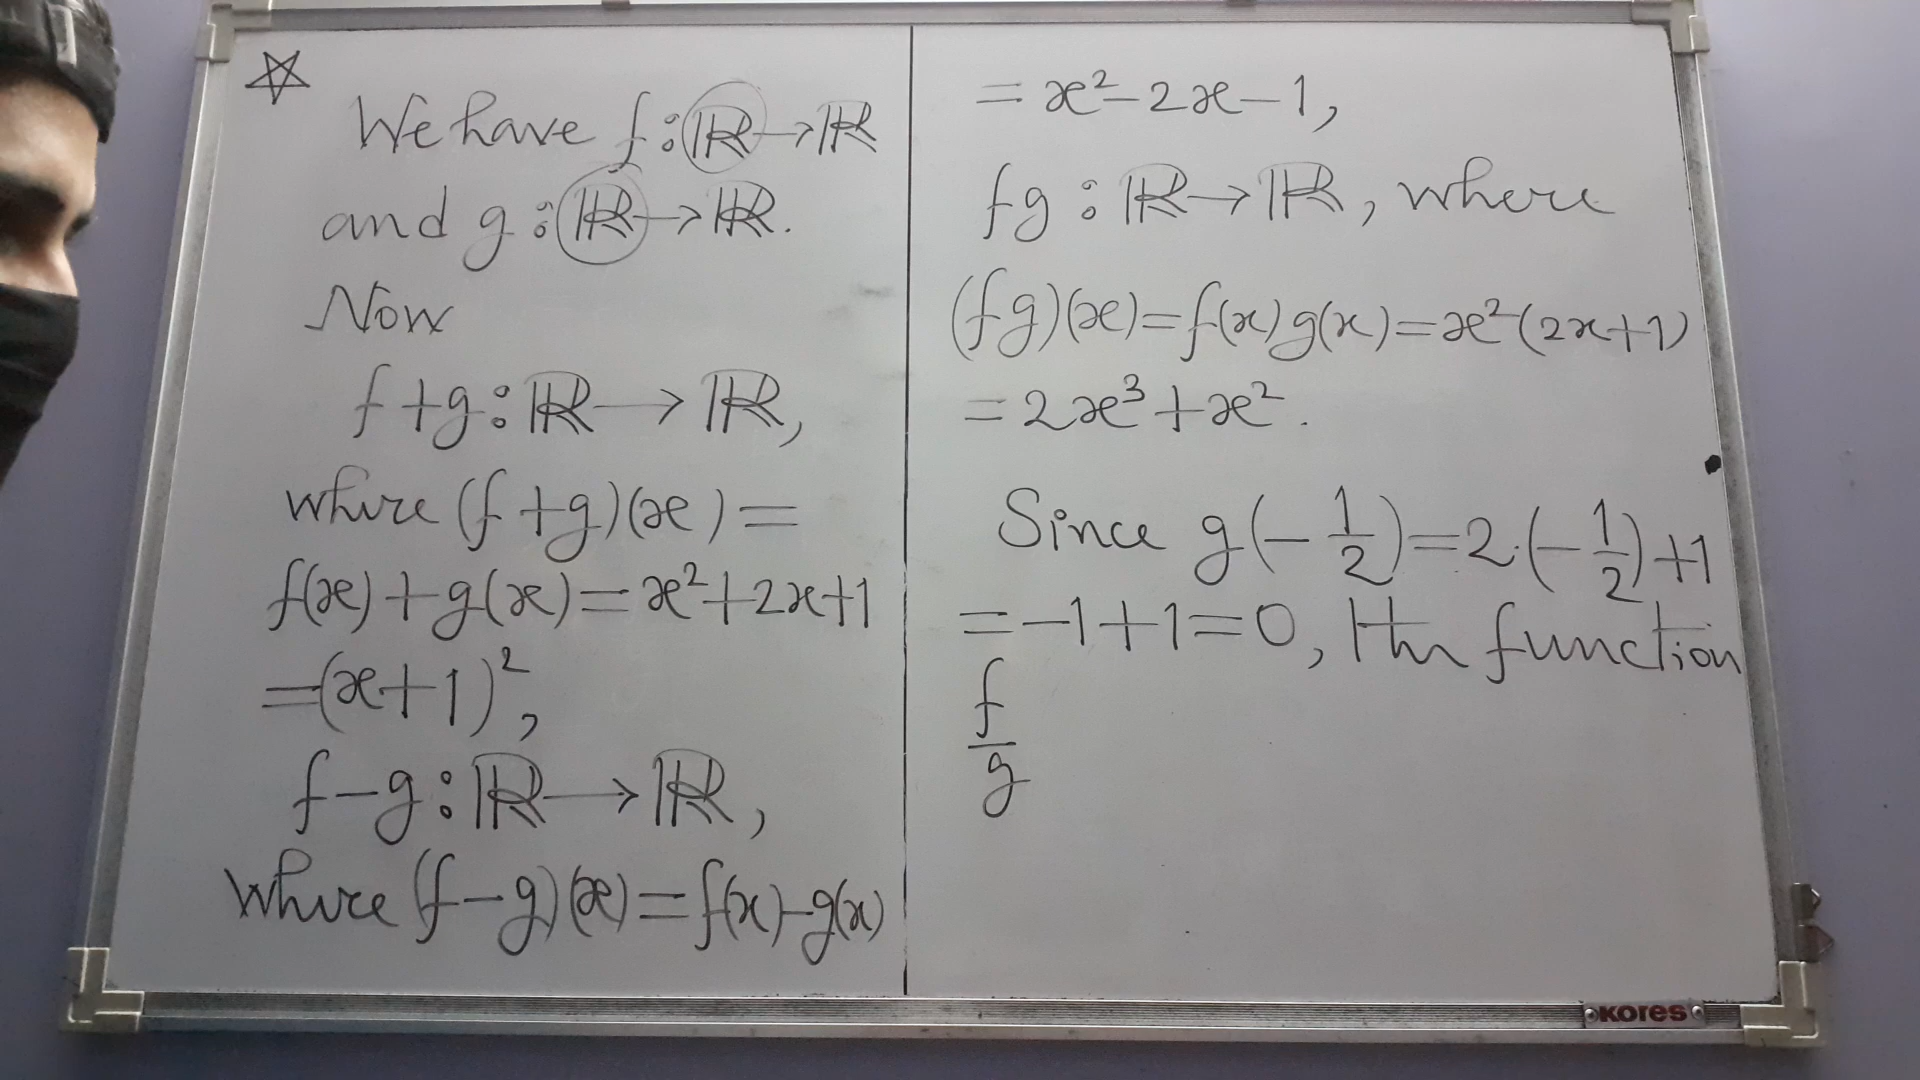 We have f : ℝ → ℝ
and g : ℝ → ℝ.
Now
f + g : ℝ → ℝ,
where (f + g)(x) =
f(x) + g(x) = x² + 2x + 1
= (x + 1)²,
f − g : ℝ → ℝ,
where (f − g)(x) = f(x) − g(x)
= x² − 2x − 1,
fg : ℝ → ℝ, where
(fg)(x) = f(x) g(x) = x² (2x + 1)
= 2x³ + x².
Since g(−1/2) = 2·(−1/2) + 1
= −1 + 1 = 0, the function
f/g
KORES